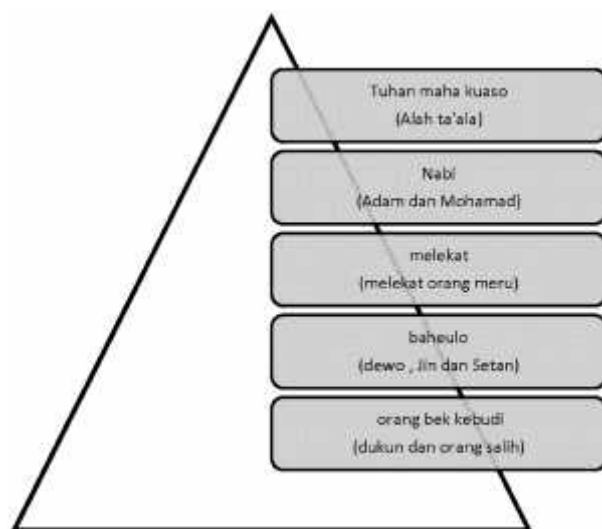 Tuhan maha kuaso
(Alah ta'ala)
Nabi
(Adam dan Mohamad)
melekat
(melekat orang meru)
baheulo
(dewo , Jin dan Setan)
orang bek kebudi
(dukun dan orang salih)